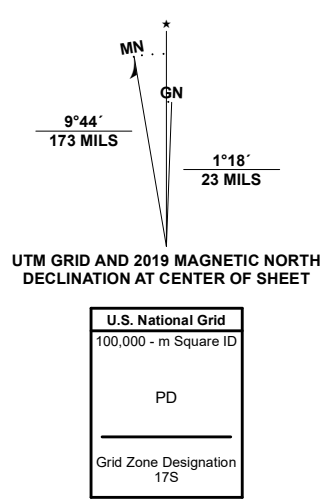 ★
MN
GN
9°44´
173 MILS
1°18´
23 MILS
UTM GRID AND 2019 MAGNETIC NORTH
DECLINATION AT CENTER OF SHEET
U.S. National Grid
100,000 - m Square ID
PD
Grid Zone Designation
17S